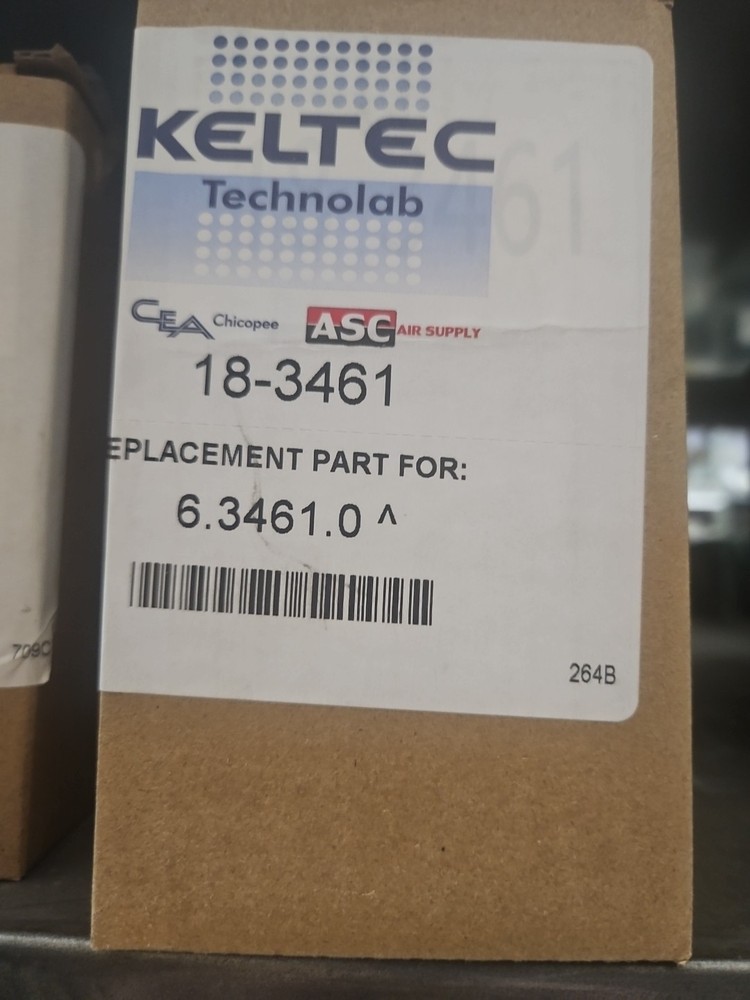 KELTEC
Technolab
CEA Chicopee ASC AIR SUPPLY
18-3461
EPLACEMENT PART FOR:
6.3461.0 ^
264B
709C